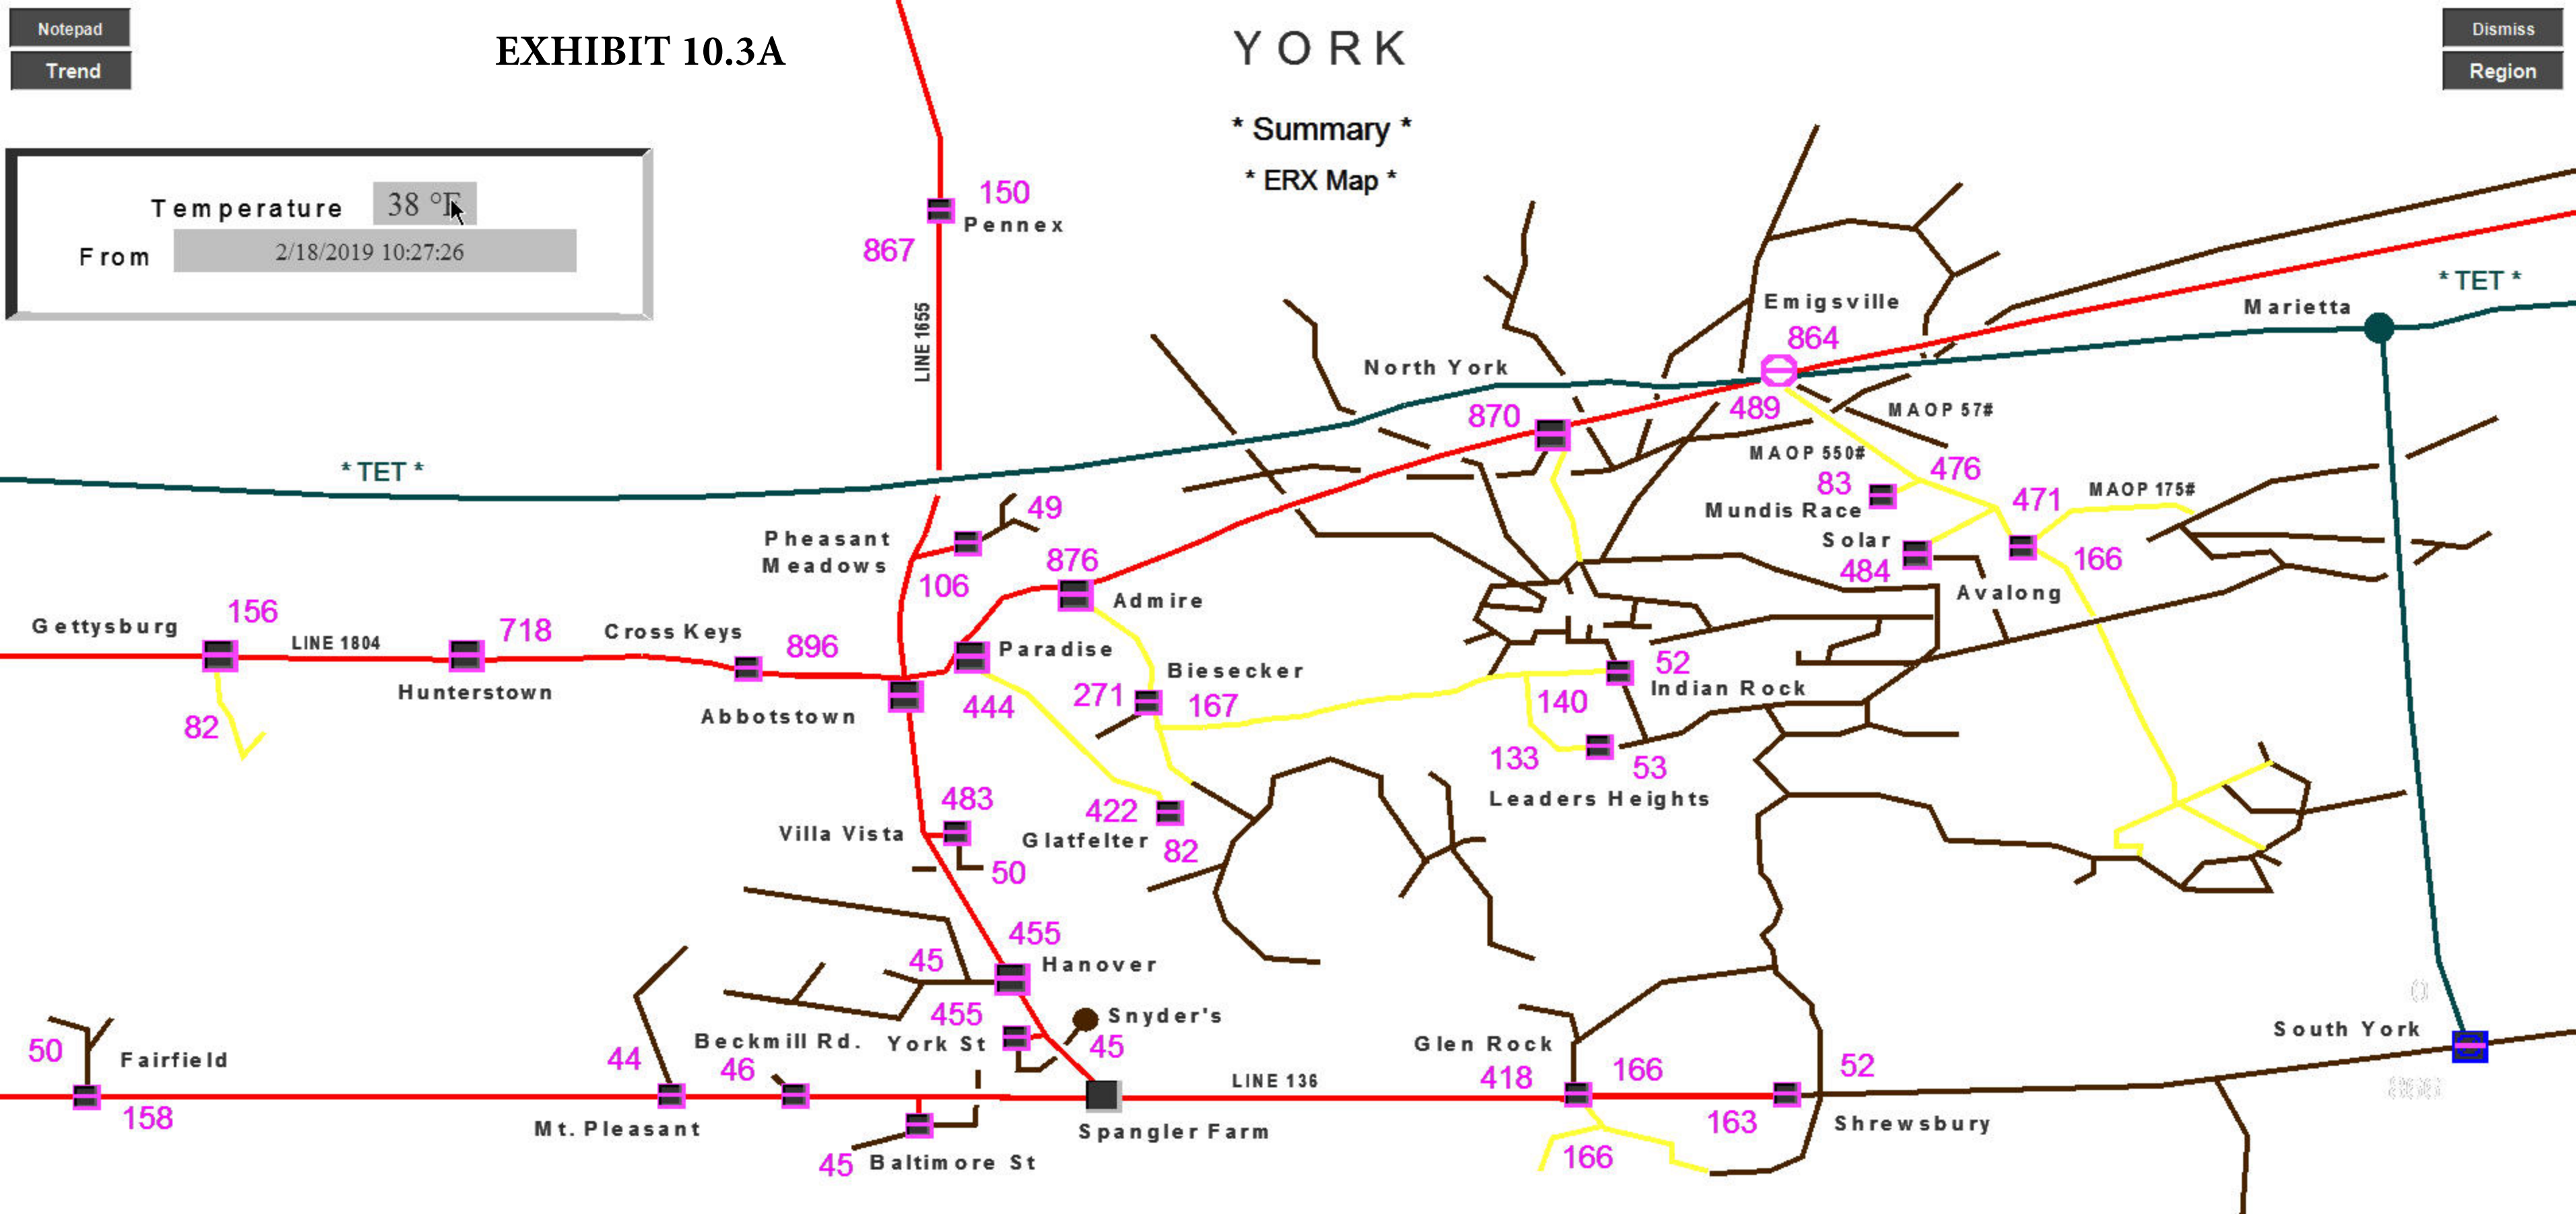 Notepad
Trend
EXHIBIT 10.3A
YORK
* Summary *
* ERX Map *
Dismiss
Region
Temperature 38 °F
From 2/18/2019 10:27:26
150
Pennex
867
LINE 1655
* TET *
Marietta
Emigsville
864
North York
870
489
MAOP 57#
* TET *
MAOP 550#
476
83
Mundis Race
471
MAOP 175#
Solar
484
166
Avalong
49
Pheasant
Meadows
106
876
Admire
Gettysburg
156
LINE 1804
718
Hunterstown
Cross Keys
896
Abbotstown
Paradise
444
82
Biesecker
271
167
52
Indian Rock
140
133
53
Leaders Heights
483
Villa Vista
50
422
Glatfelter
82
455
Hanover
45
455
Snyder's
Beckmill Rd.
York St
45
50
Fairfield
158
44
46
Mt. Pleasant
45
Baltimore St
Spangler Farm
LINE 136
Glen Rock
418
166
166
163
52
Shrewsbury
South York
0